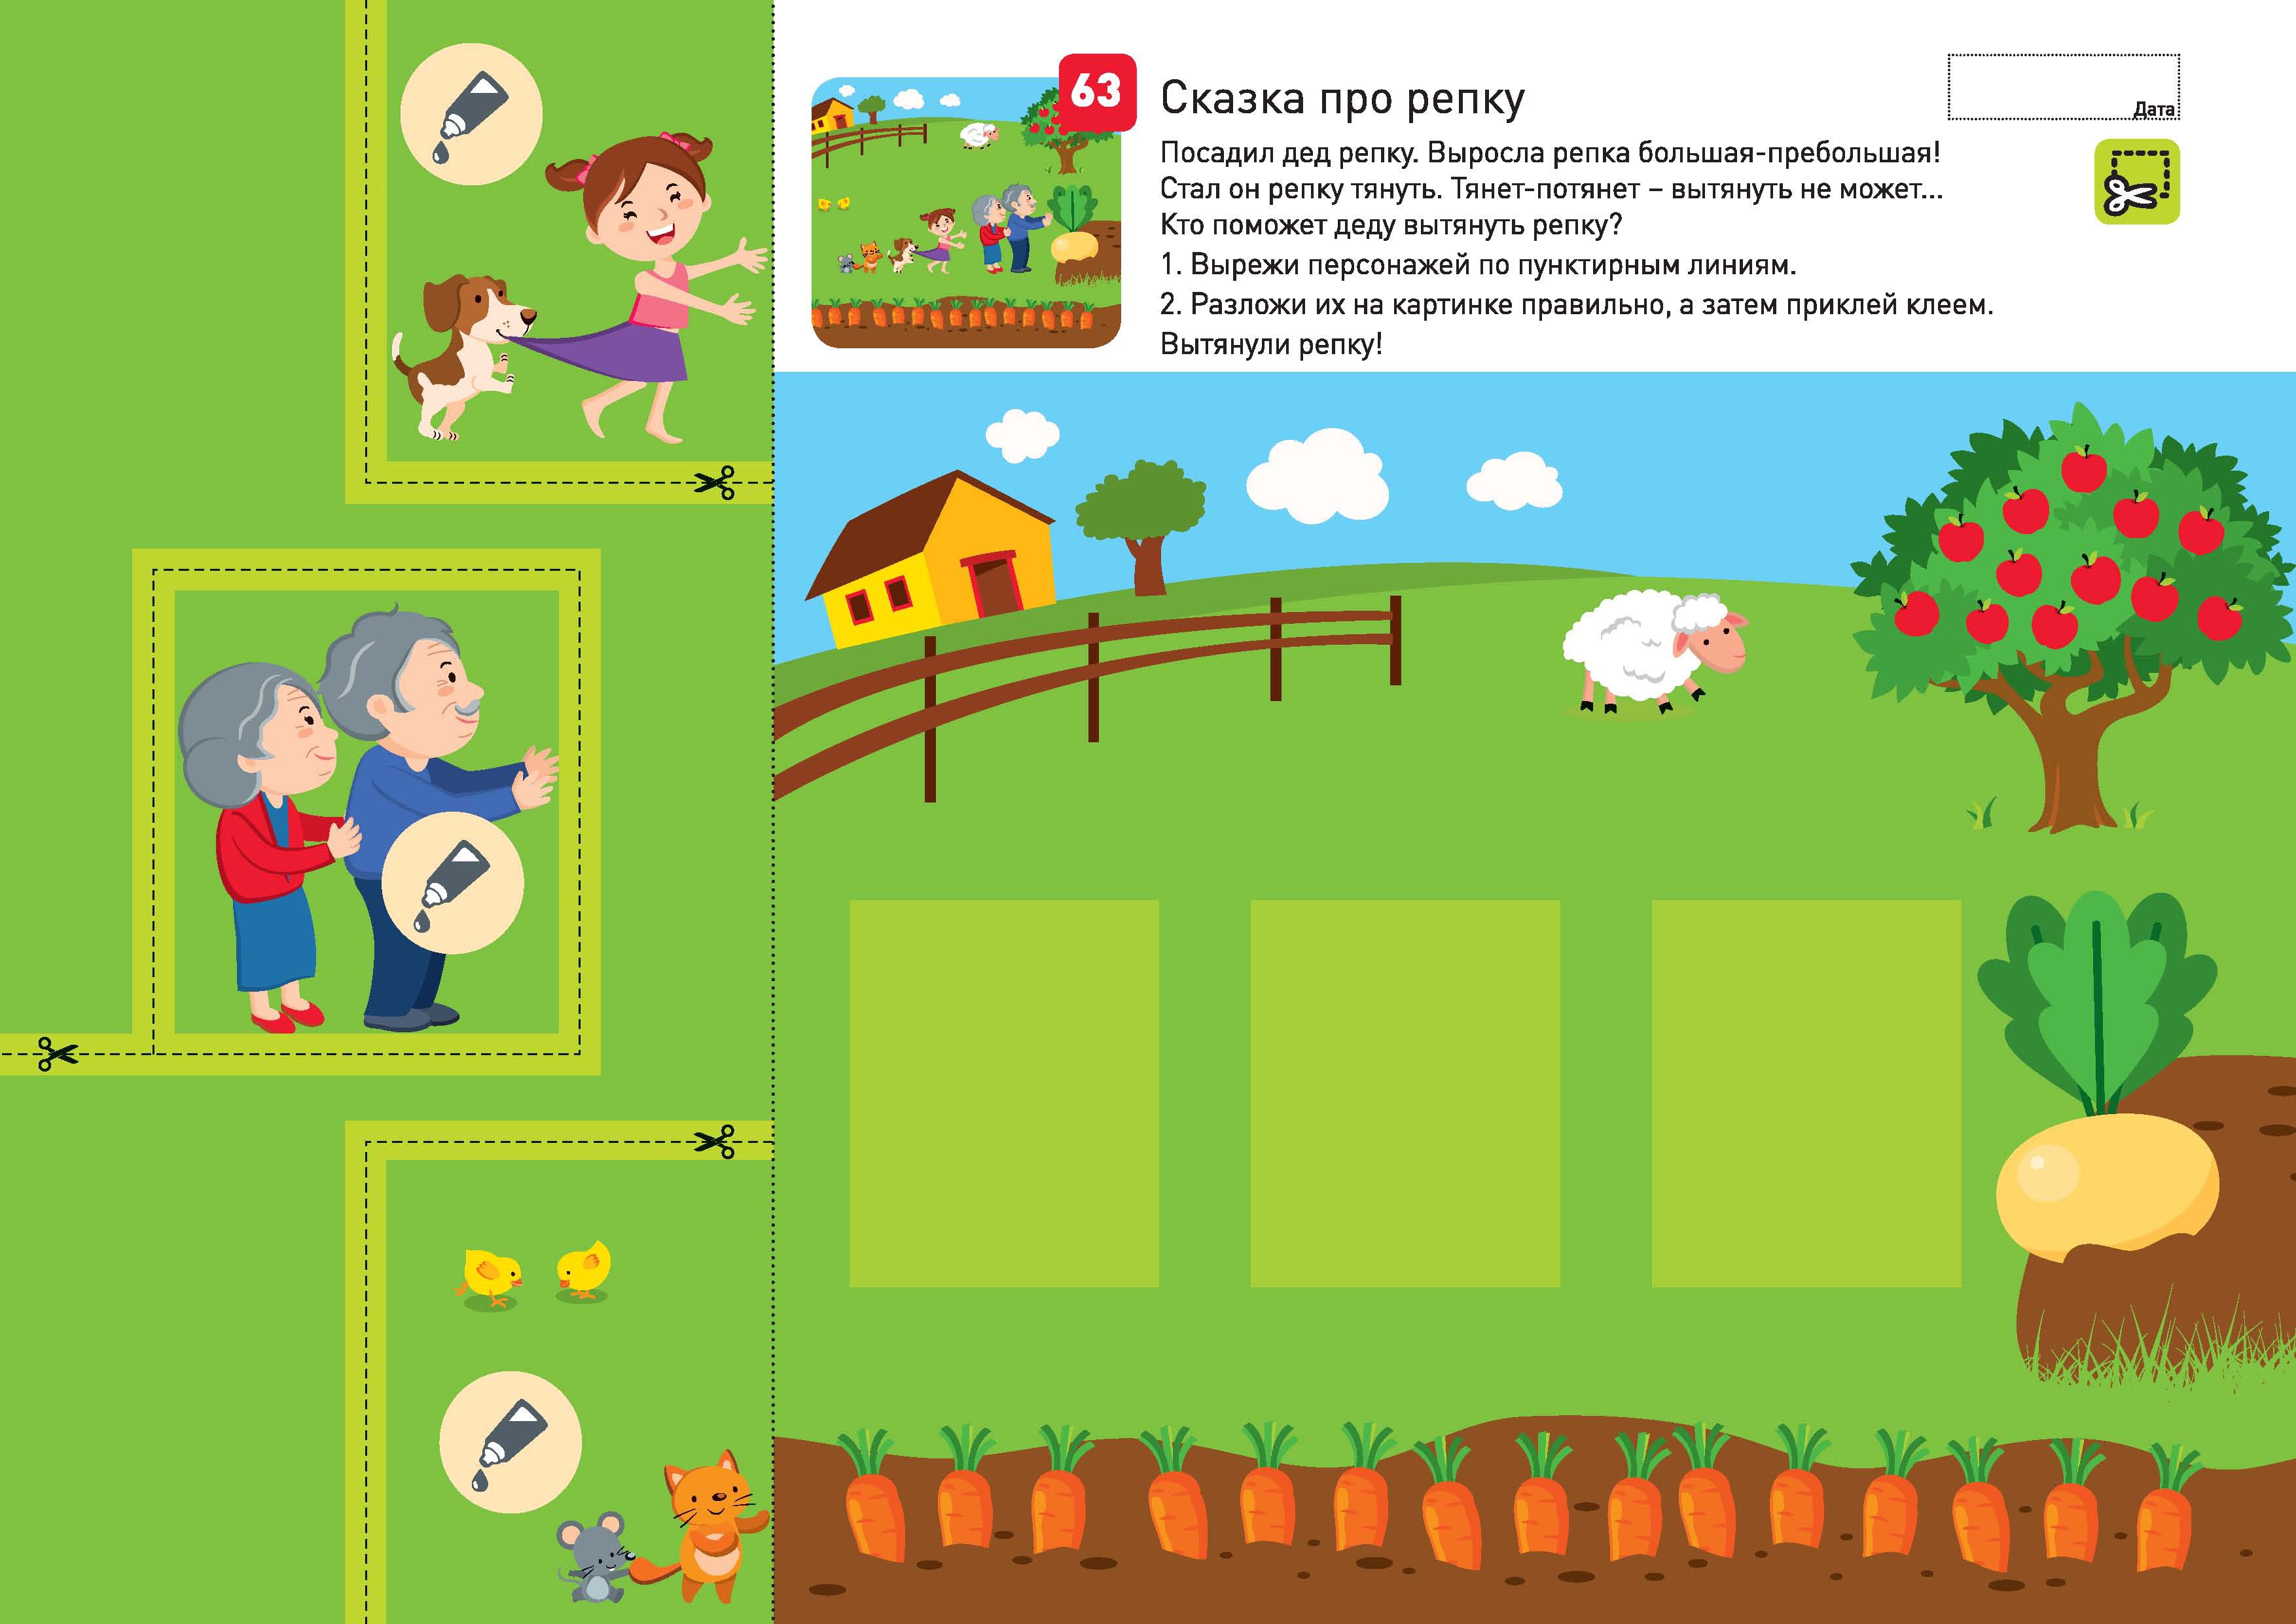 63
Сказка про репку
Дата
Посадил дед репку. Выросла репка большая-пребольшая!
Стал он репку тянуть. Тянет-потянет – вытянуть не может...
Кто поможет деду вытянуть репку?
1. Вырежи персонажей по пунктирным линиям.
2. Разложи их на картинке правильно, а затем приклей клеем.
Вытянули репку!